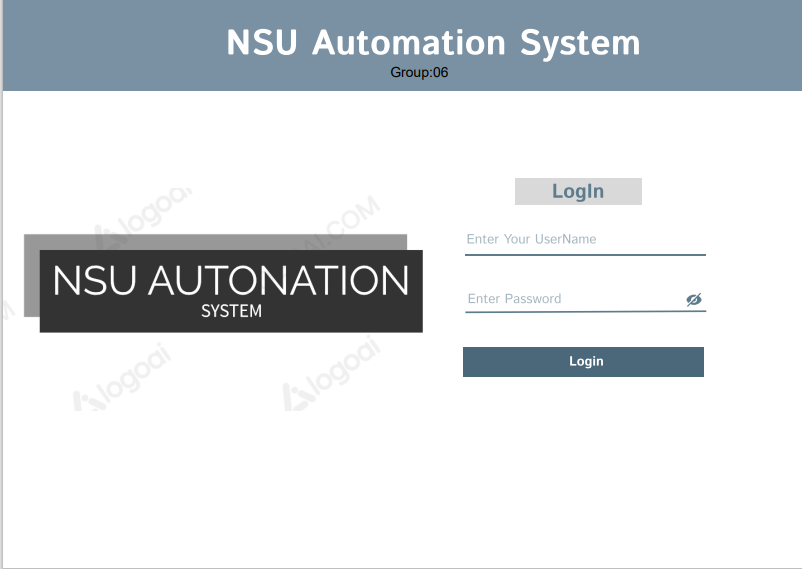 NSU Automation System
Group:06
logoai
AI.COM
LogIn
Enter Your UserName
NSU AUTONATION
SYSTEM
Enter Password
Login
logoai
logoai